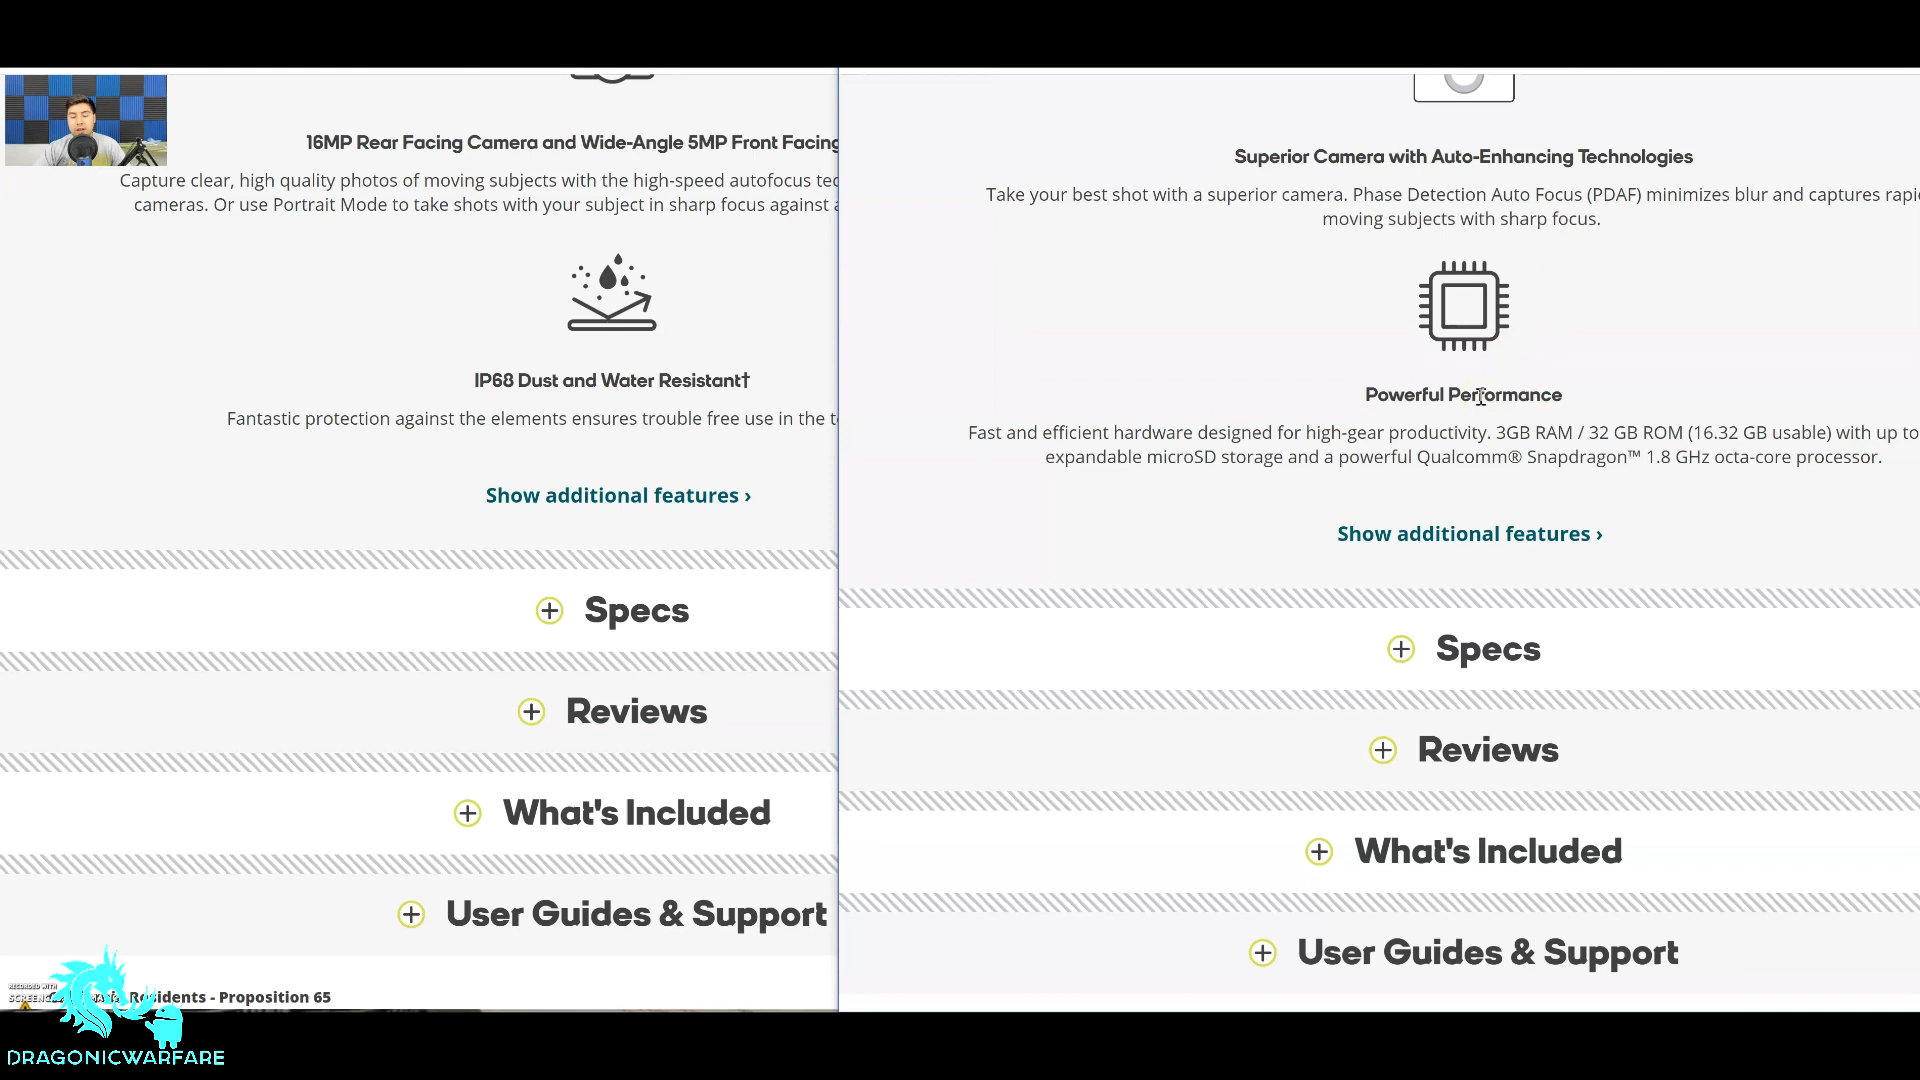 16MP Rear Facing Camera and Wide-Angle 5MP Front Facing
Capture clear, high quality photos of moving subjects with the high-speed autofocus
cameras. Or use Portrait Mode to take shots with your subject in sharp focus against
IP68 Dust and Water Resistant†
Fantastic protection against the elements ensures trouble free use in the
Show additional features ›
Specs
Reviews
What's Included
User Guides & Support
Residents - Proposition 65
RECORDED WITH
DRAGONICWARFARE
Superior Camera with Auto-Enhancing Technologies
Take your best shot with a superior camera. Phase Detection Auto Focus (PDAF) minimizes blur and captures
moving subjects with sharp focus.
Powerful Performance
Fast and efficient hardware designed for high-gear productivity. 3GB RAM / 32 GB ROM (16.32 GB usable) with up to
expandable microSD storage and a powerful Qualcomm® Snapdragon™ 1.8 GHz octa-core processor.
Show additional features ›
Specs
Reviews
What's Included
User Guides & Support